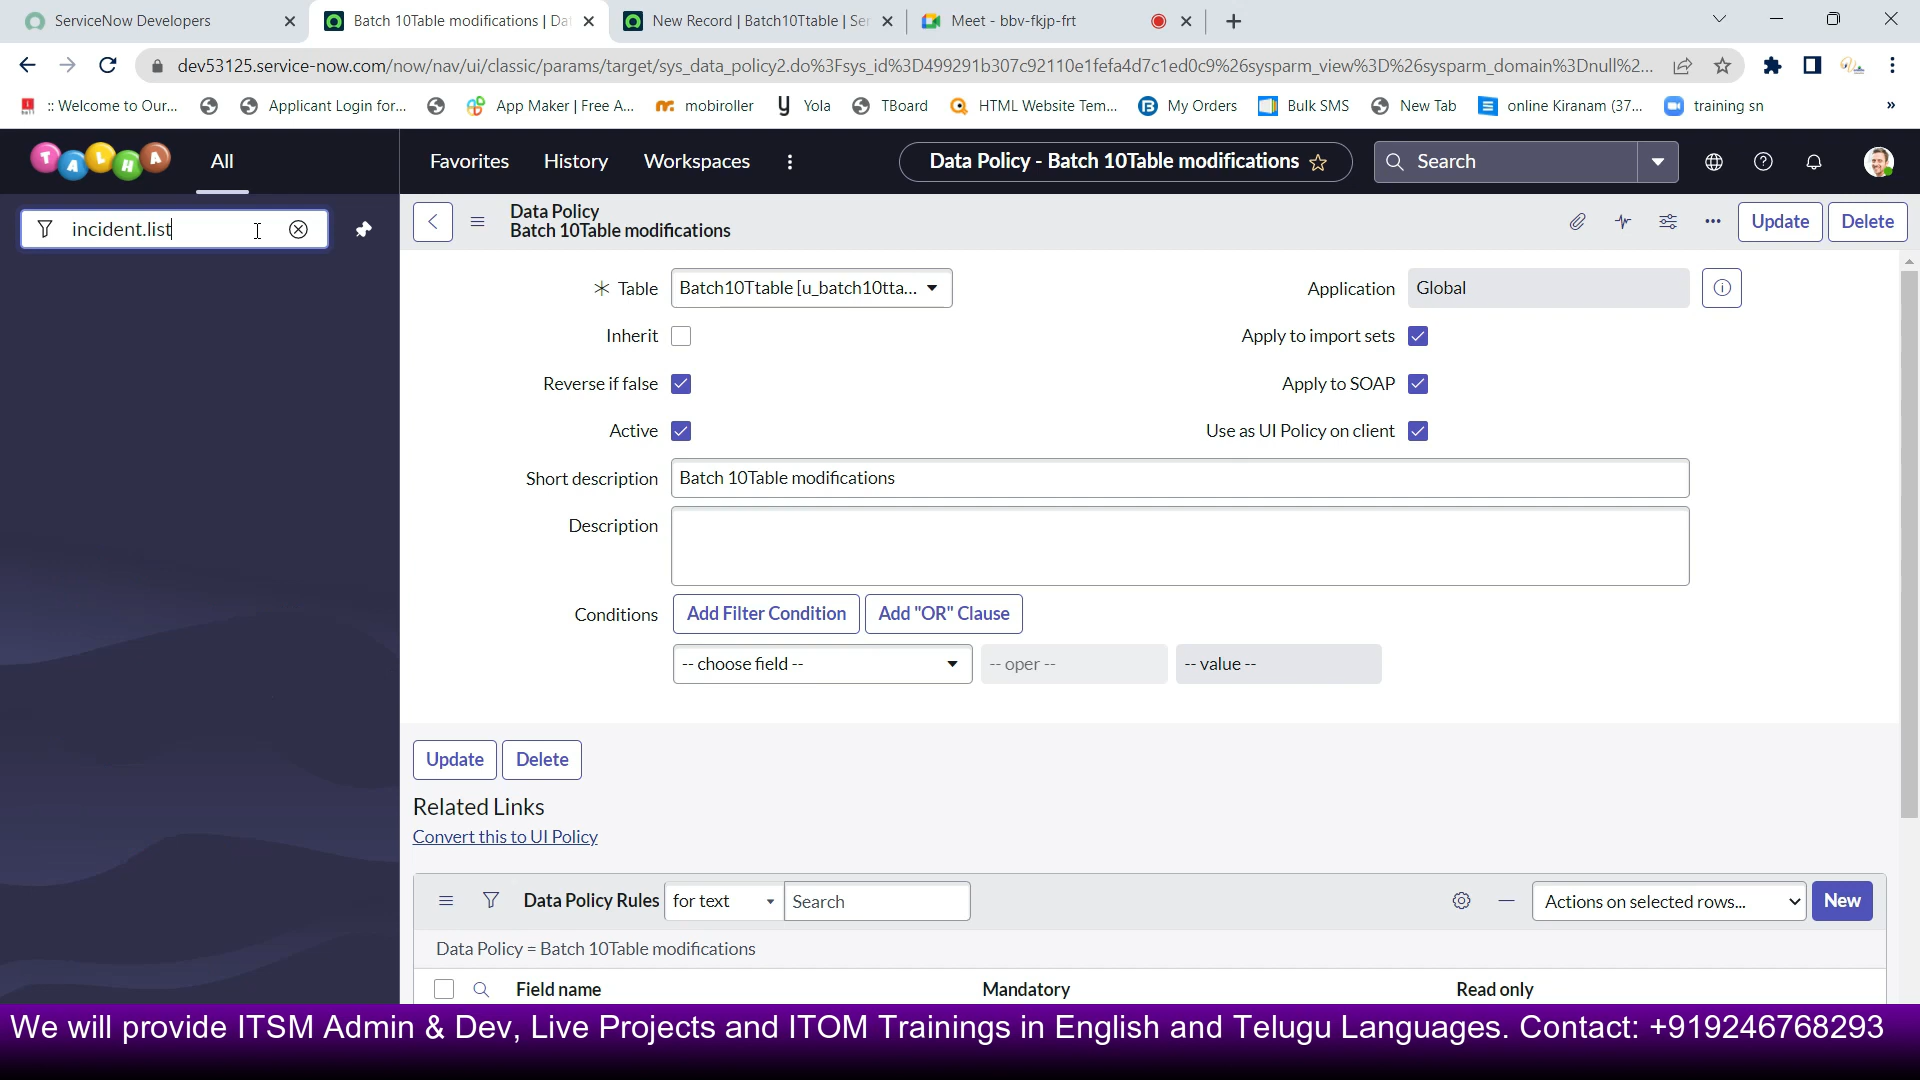 ServiceNow Developers
Batch 10Table modifications | Da
New Record | Batch10Ttable | Ser
Meet - bbv-fkjp-frt
dev53125.service-now.com/now/nav/ui/classic/params/target/sys_data_policy2.do%3Fsys_id%3D499291b307c92110e1fefa4d7c1ed0c9%26sysparm_view%3D%26sysparm_domain%3Dnull%2...
:: Welcome to Our... Applicant Login for... App Maker | Free A... mobiroller Yola TBoard HTML Website Tem... My Orders Bulk SMS New Tab online Kiranam (37... training sn »
TALHA All Favorites History Workspaces Data Policy - Batch 10Table modifications Search
incident.list
Data Policy
Batch 10Table modifications
Update Delete
Table Batch10Ttable [u_batch10tta... Application Global
Inherit Apply to import sets
Reverse if false Apply to SOAP
Active Use as UI Policy on client
Short description Batch 10Table modifications
Description
Conditions Add Filter Condition Add "OR" Clause
-- choose field -- -- oper -- -- value --
Update Delete
Related Links
Convert this to UI Policy
Data Policy Rules for text Search Actions on selected rows... New
Data Policy = Batch 10Table modifications
Field name Mandatory Read only
We will provide ITSM Admin & Dev, Live Projects and ITOM Trainings in English and Telugu Languages. Contact: +919246768293